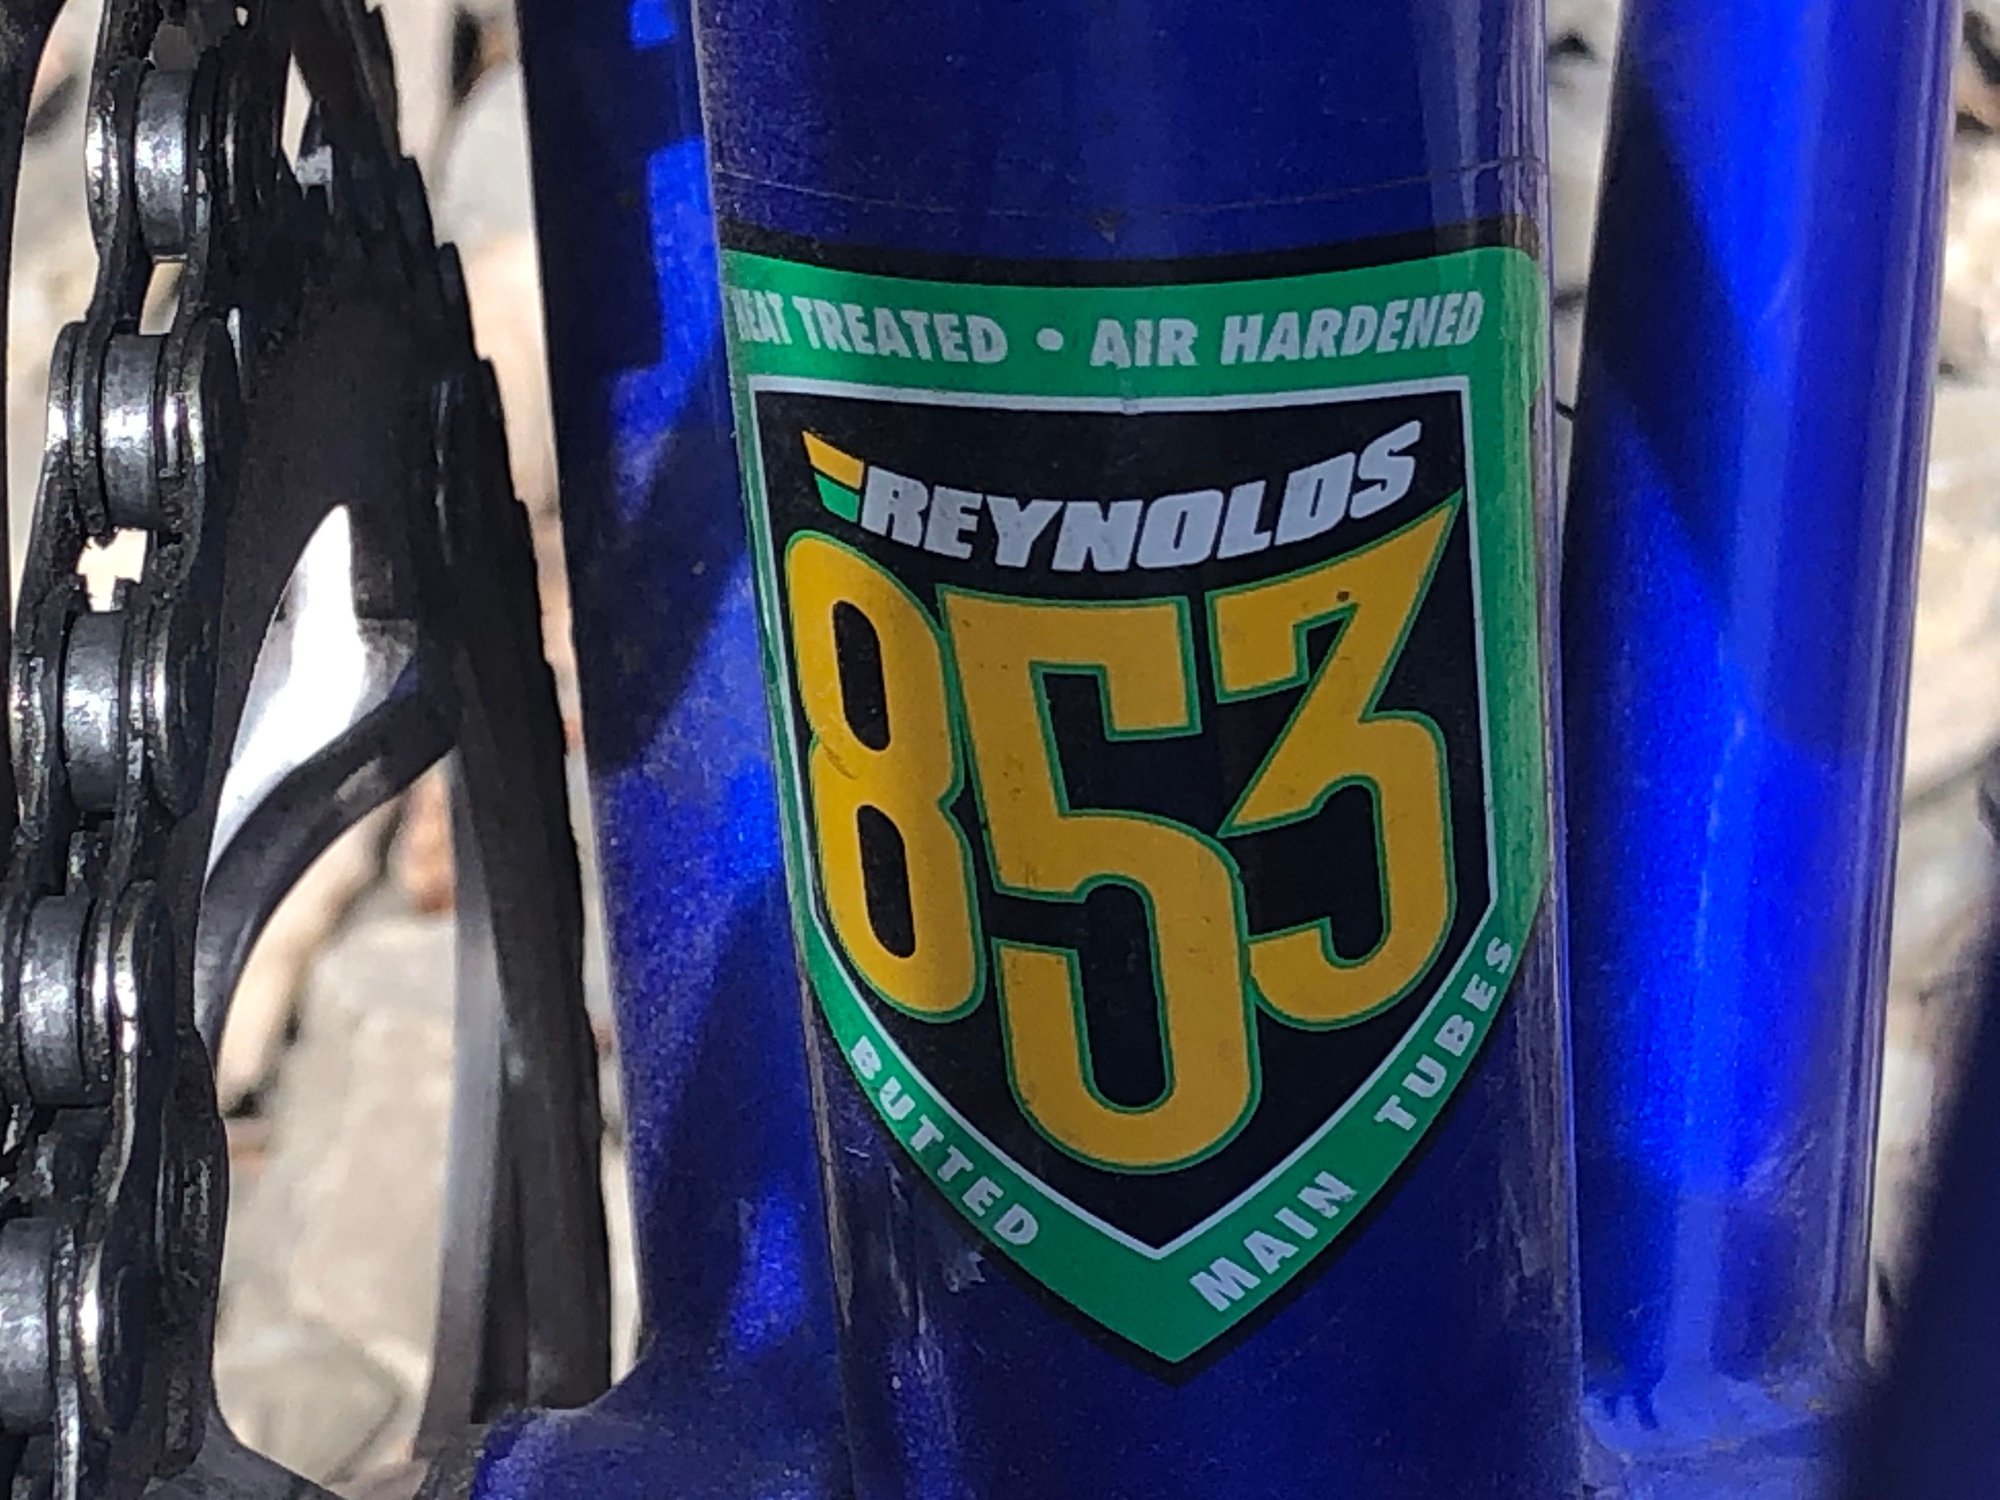 HEAT TREATED • AIR HARDENED
REYNOLDS
853
BUTTED MAIN TUBES